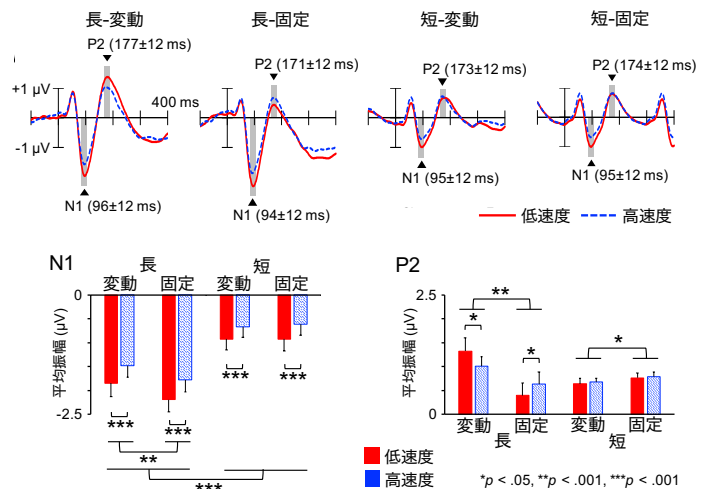 長-変動
長-固定
短-変動
短-固定
P2 (177±12 ms)
P2 (171±12 ms)
P2 (173±12 ms)
P2 (174±12 ms)
+1 μV
400 ms
-1 μV
N1 (96±12 ms)
N1 (94±12 ms)
N1 (95±12 ms)
N1 (95±12 ms)
低速度
高速度
N1
長
短
変動
固定
変動
固定
0
平均振幅 (μV)
-2.5
***
***
***
***
**
***
P2
2.5
平均振幅 (μV)
0
**
*
*
*
変動
固定
変動
固定
長
短
低速度
高速度
*p < .05, **p < .001, ***p < .001